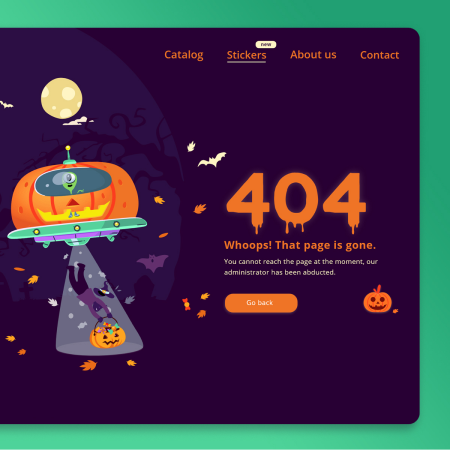 new
Catalog Stickers About us Contact
404
Whoops! That page is gone.
You cannot reach the page at the moment, our
administrator has been abducted.
Go back